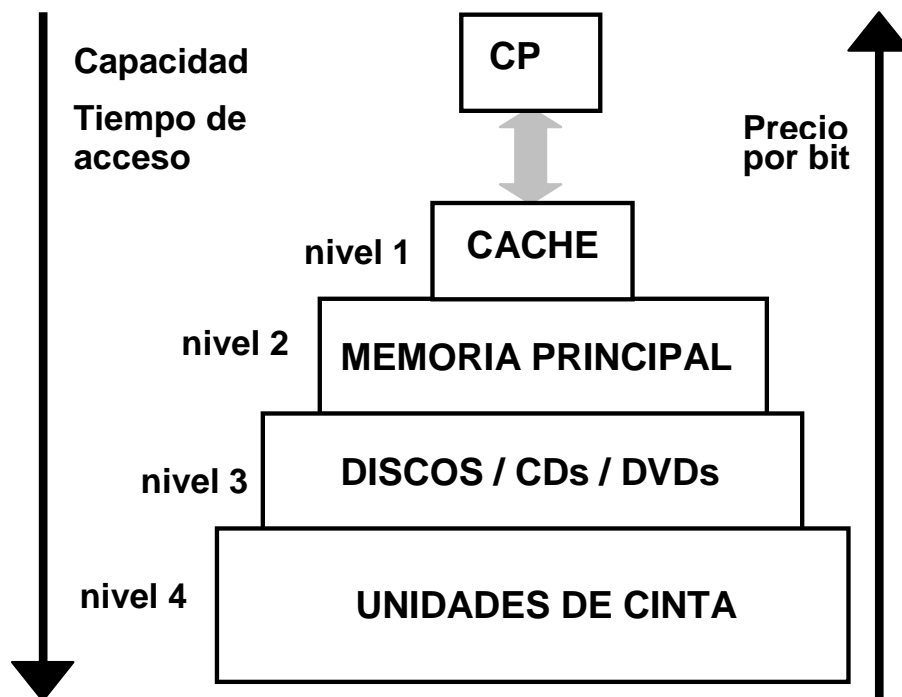 Capacidad
Tiempo de
acceso
CP
Precio
por bit
nivel 1
CACHE
nivel 2
MEMORIA PRINCIPAL
nivel 3
DISCOS / CDs / DVDs
nivel 4
UNIDADES DE CINTA